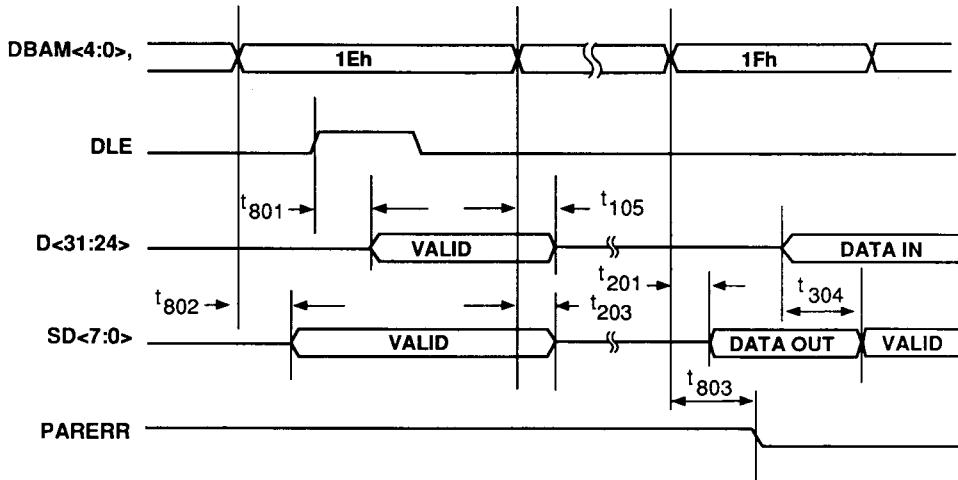 DBAM<4:0>,
1Eh
1Fh
DLE
t801
t105
D<31:24>
VALID
DATA IN
t201
t304
t802
t203
SD<7:0>
VALID
DATA OUT
VALID
t803
PARERR